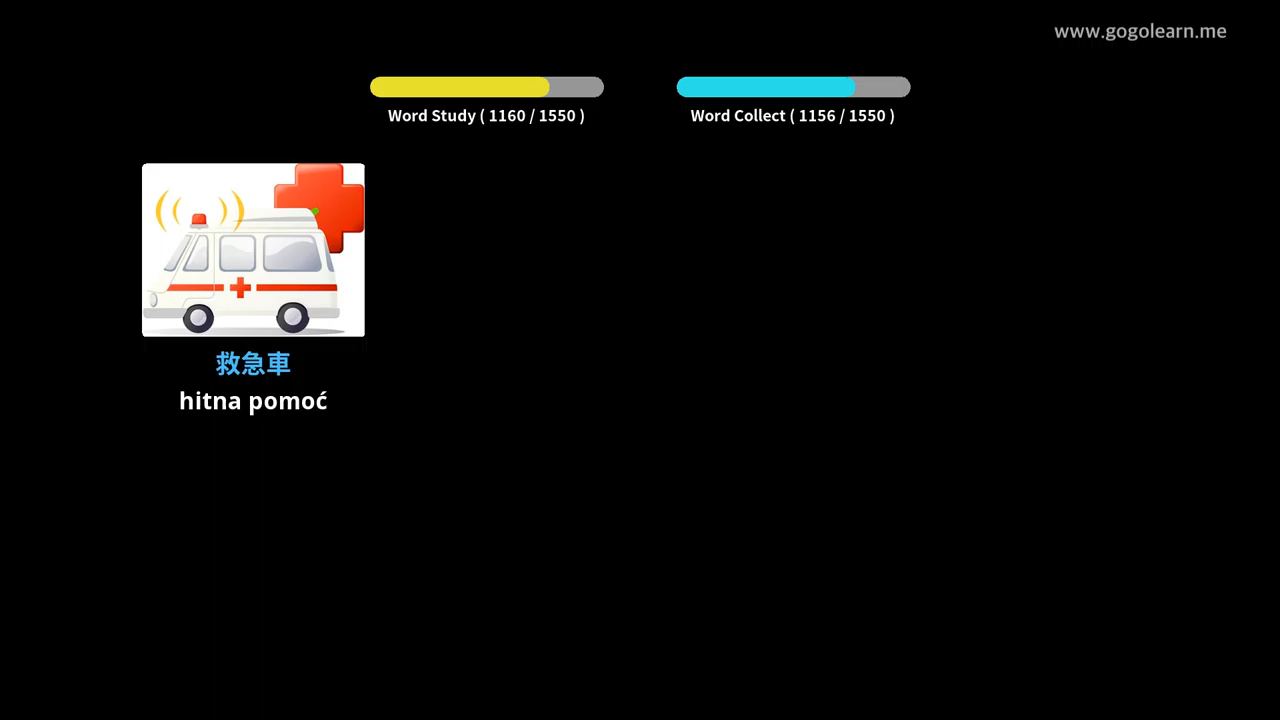 www.gogolearn.me
Word Study ( 1160 / 1550 )
Word Collect ( 1156 / 1550 )
救急車
hitna pomoć